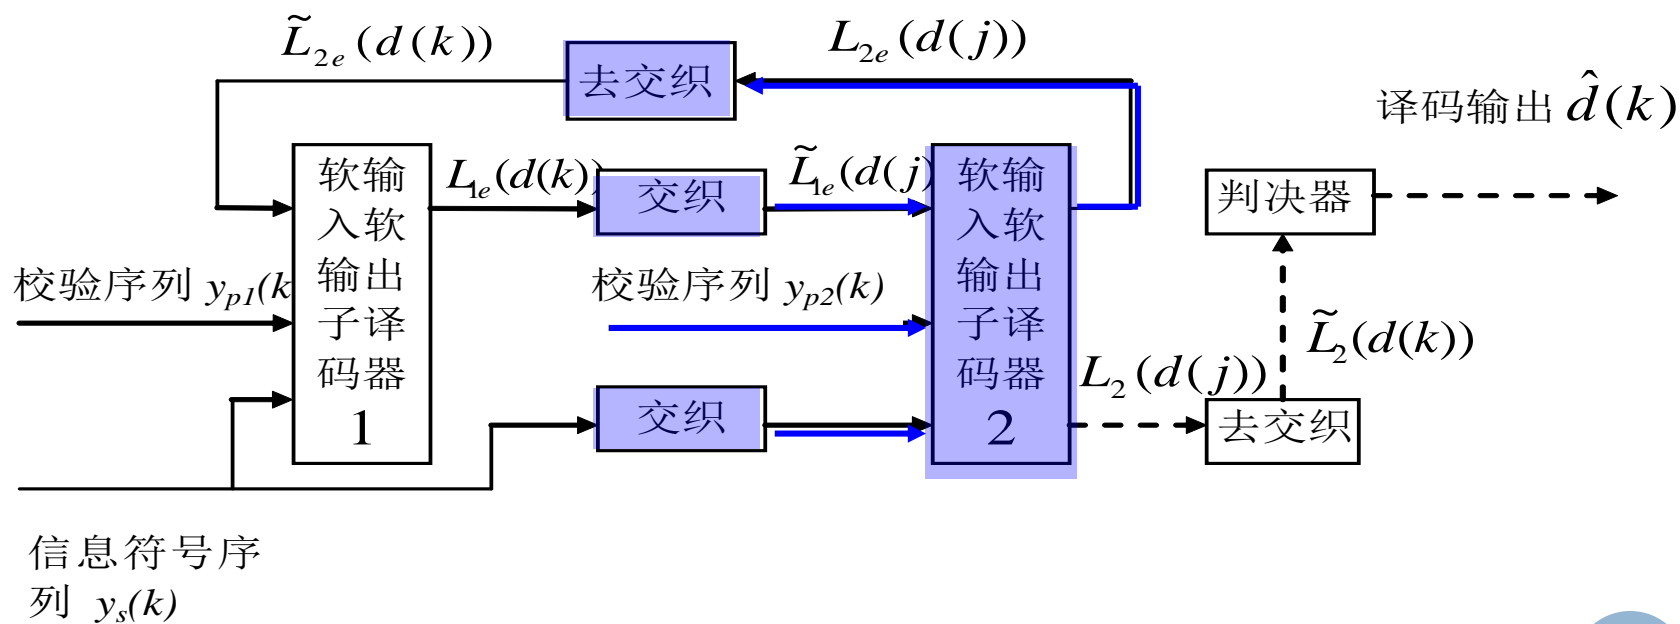 L̃₂ₑ(d(k))
去交织
L₂ₑ(d(j))
译码输出 d̂(k)
软输
入软
输出
子译
码器
1
L₁ₑ(d(k))
交织
L̃₁ₑ(d(j)
软输
入软
输出
子译
码器
2
判决器
校验序列 yₚ₁(k
校验序列 yₚ₂(k)
L̃₂(d(k))
L₂(d(j))
交织
去交织
信息符号序
列 yₛ(k)